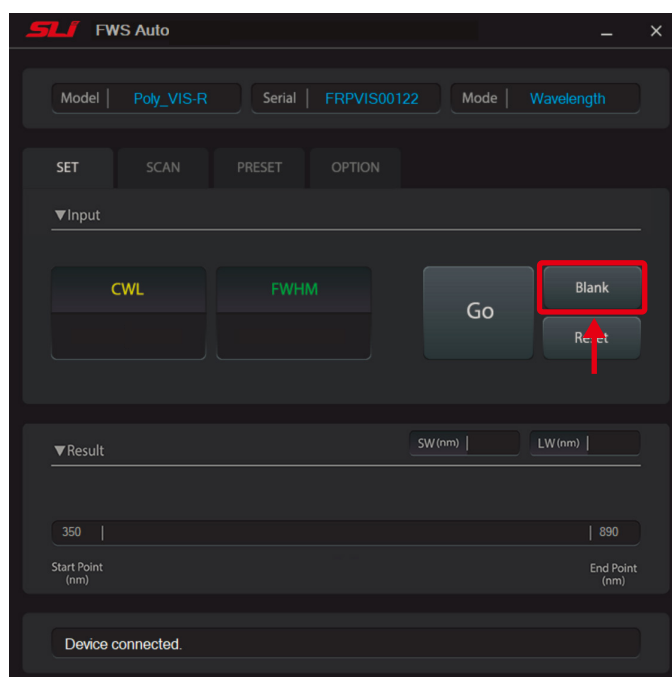 SLi FWS Auto
Model | Poly_VIS-R Serial | FRPVIS00122 Mode | Wavelength
SET SCAN PRESET OPTION
▼Input
CWL FWHM Go Blank
Reset
▼Result SW(nm) | LW(nm) |
350 | | 890
Start Point End Point
(nm) (nm)
Device connected.